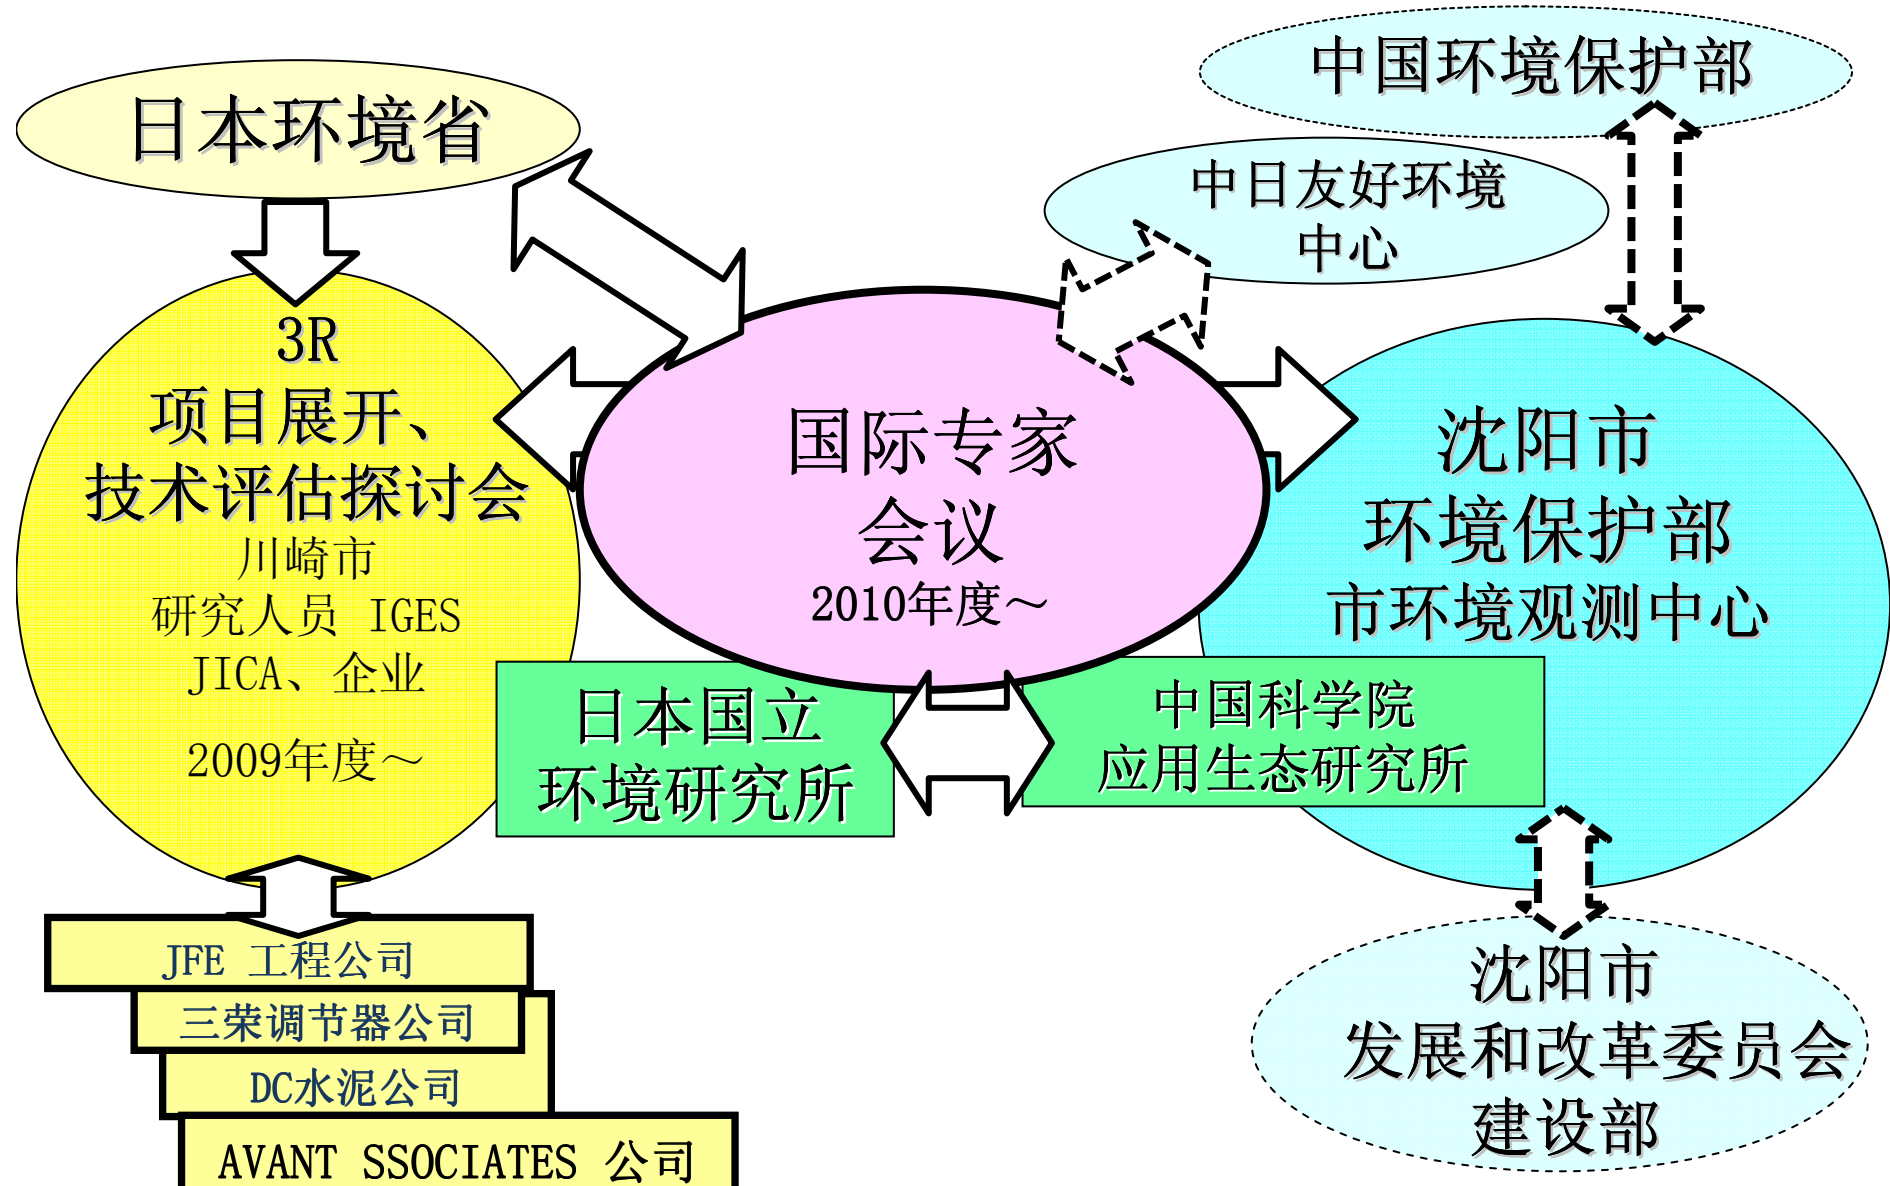 日本环境省
中国环境保护部
中日友好环境
中心
3R
项目展开、
技术评估探讨会
川崎市
研究人员 IGES
JICA、企业
2009年度～
国际专家
会议
2010年度～
沈阳市
环境保护部
市环境观测中心
日本国立
环境研究所
中国科学院
应用生态研究所
JFE 工程公司
三荣调节器公司
DC水泥公司
AVANT SSOCIATES 公司
沈阳市
发展和改革委员会
建设部